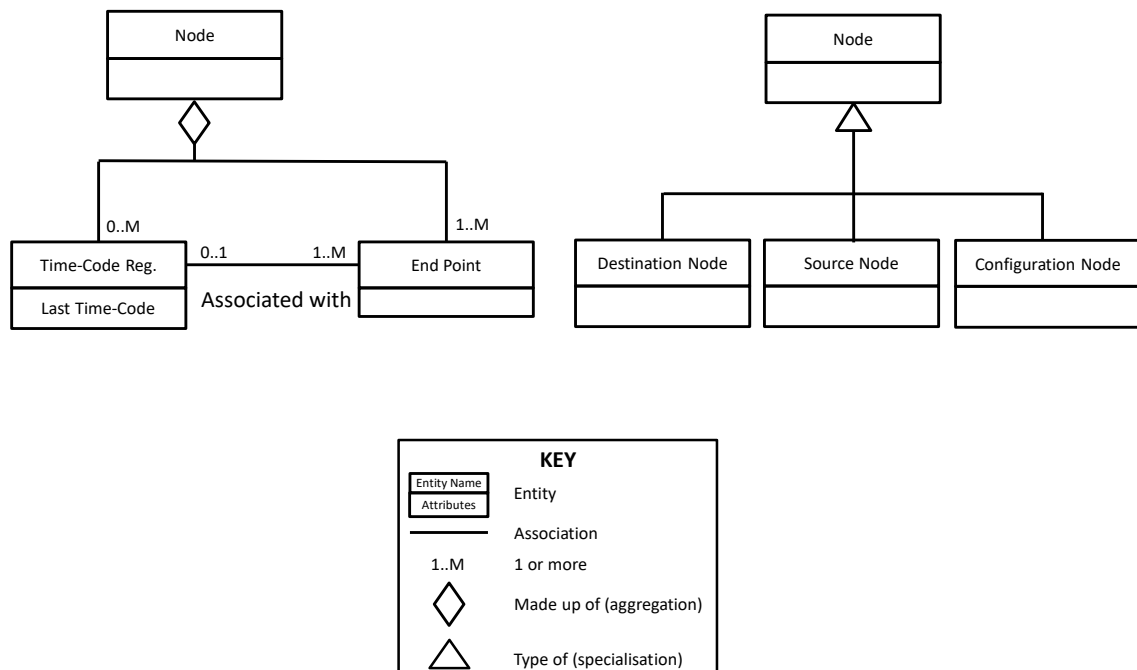 Node
0..M
1..M
Time-Code Reg.
Last Time-Code
0..1
1..M
Associated with
End Point
Node
Destination Node
Source Node
Configuration Node
KEY
Entity Name
Attributes
Entity
Association
1..M
1 or more
Made up of (aggregation)
Type of (specialisation)